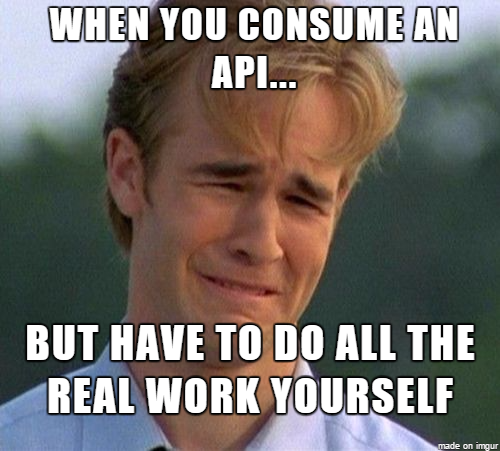 WHEN YOU CONSUME AN
API...
BUT HAVE TO DO ALL THE
REAL WORK YOURSELF
made on imgur